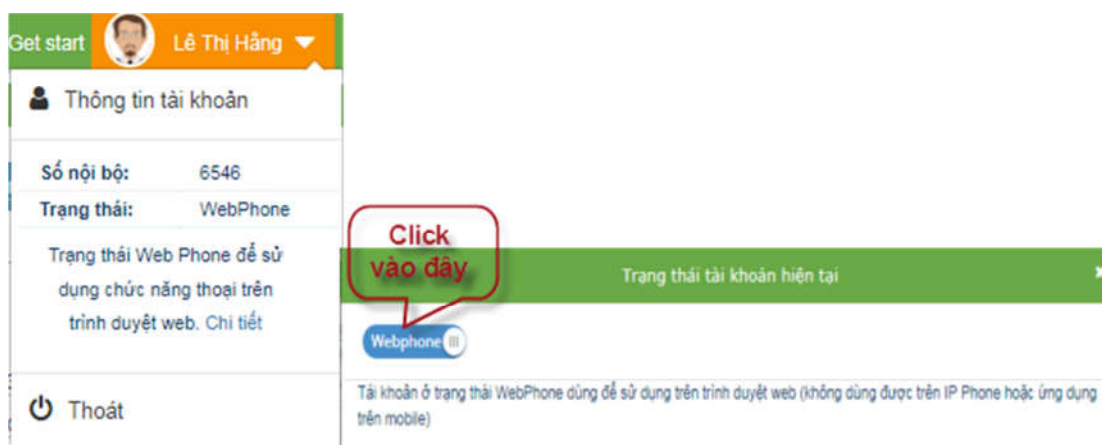 Get start
Lê Thị Hằng
Thông tin tài khoản
Số nội bộ: 6546
Trạng thái: WebPhone
Trạng thái Web Phone để sử
dụng chức năng thoại trên
trình duyệt web. Chi tiết
Thoát
Click
vào đây
Trạng thái tài khoản hiện tại
Webphone
Tài khoản ở trạng thái WebPhone dùng để sử dụng trên trình duyệt web (không dùng được trên IP Phone hoặc ứng dụng
trên mobile)